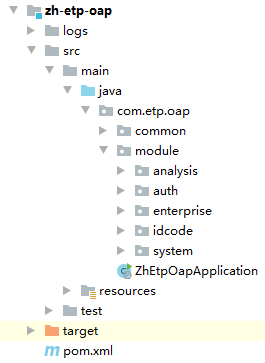 zh-etp-oap
logs
src
main
java
com.etp.oap
common
module
analysis
auth
enterprise
idcode
system
ZhEtpOapApplication
resources
test
target
pom.xml